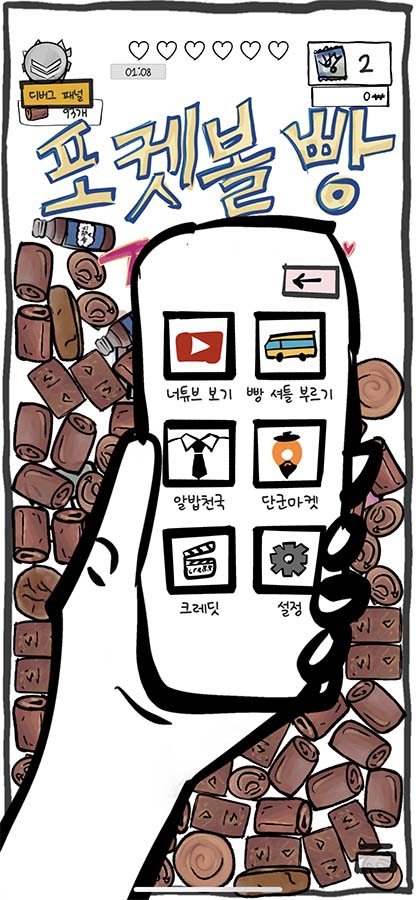 01:08
2
디버그 패널
93개
0₩
포켓볼 빵
너튜브 보기
빵 셔틀 부르기
알밥천국
단군마켓
크레딧
설정